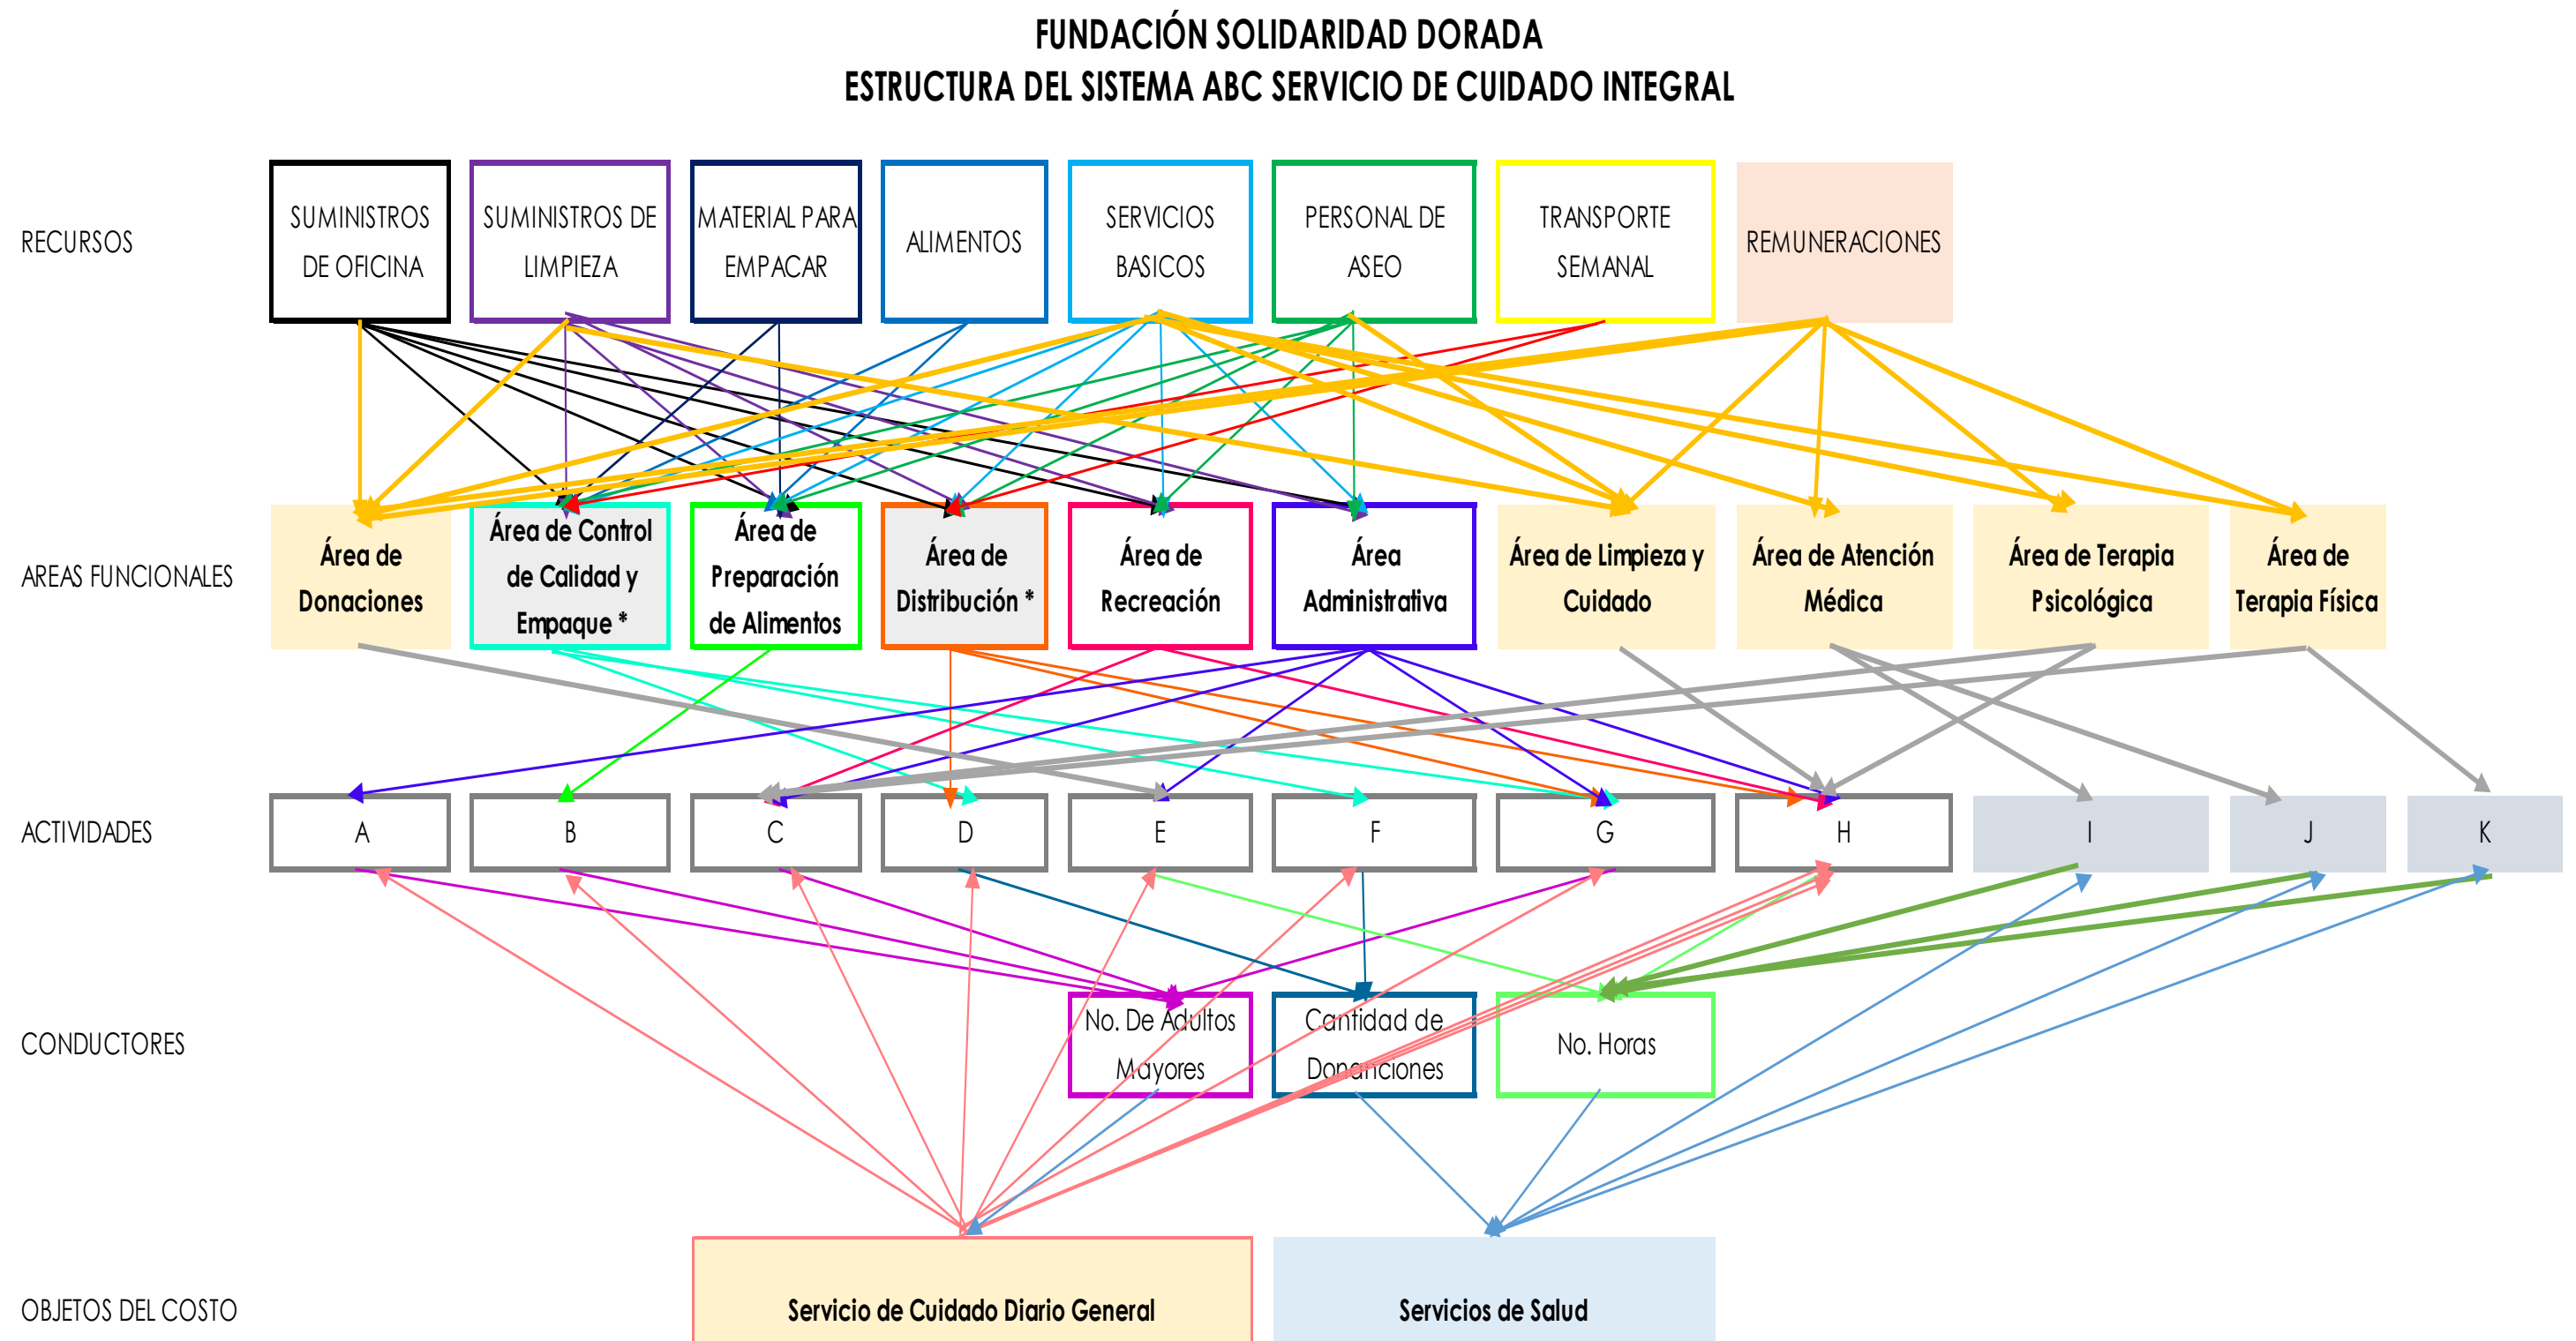 FUNDACIÓN SOLIDARIDAD DORADA
ESTRUCTURA DEL SISTEMA ABC SERVICIO DE CUIDADO INTEGRAL
RECURSOS
SUMINISTROS
DE OFICINA
SUMINISTROS DE
LIMPIEZA
MATERIAL PARA
EMPACAR
ALIMENTOS
SERVICIOS
BASICOS
PERSONAL DE
ASEO
TRANSPORTE
SEMANAL
REMUNERACIONES
AREAS FUNCIONALES
Área de
Donaciones
Área de Control
de Calidad y
Empaque *
Área de
Preparación
de Alimentos
Área de
Distribución *
Área de
Recreación
Área
Administrativa
Área de Limpieza y
Cuidado
Área de Atención
Médica
Área de Terapia
Psicológica
Área de
Terapia Física
ACTIVIDADES
A
B
C
D
E
F
G
H
I
J
K
CONDUCTORES
No. De Adultos
Mayores
Cantidad de
Donanciones
No. Horas
OBJETOS DEL COSTO
Servicio de Cuidado Diario General
Servicios de Salud